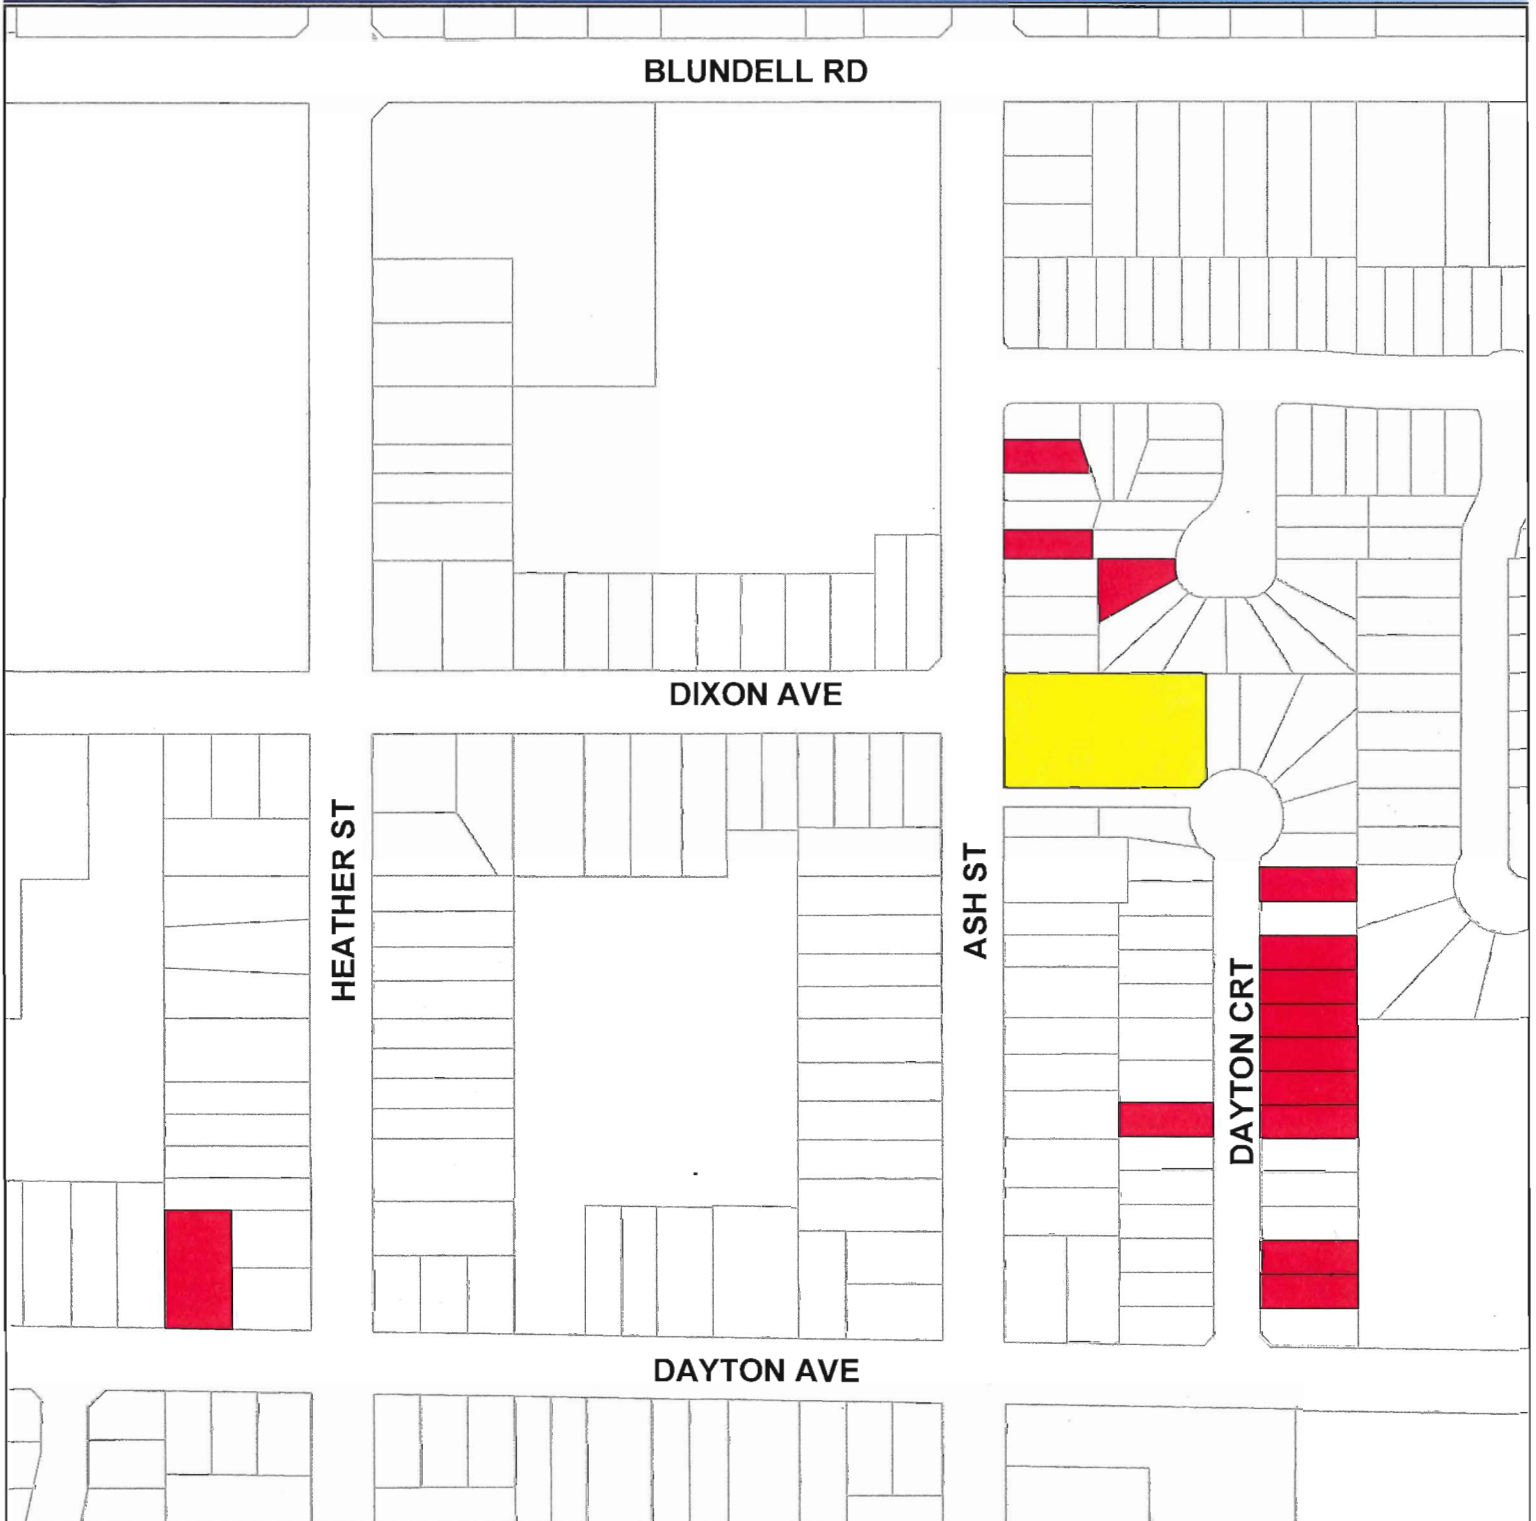 BLUNDELL RD
DIXON AVE
HEATHER ST
ASH ST
DAYTON CRT
DAYTON AVE